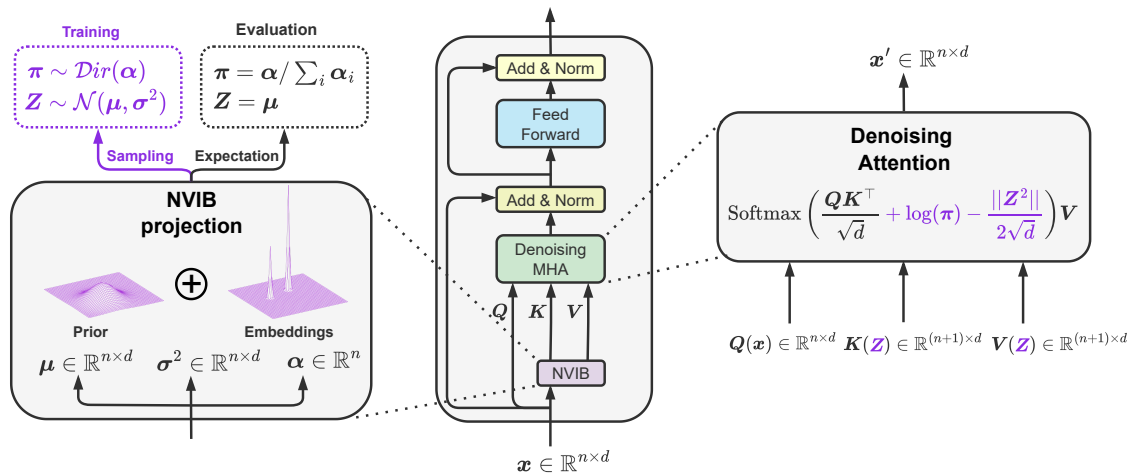 Training
π ∼ Dir(α)
Z ∼ N(μ, σ²)
Sampling
Evaluation
π = α/ ∑ᵢ αᵢ
Z = μ
Expectation
NVIB
projection
Prior
Embeddings
μ ∈ ℝⁿˣᵈ
σ² ∈ ℝⁿˣᵈ
α ∈ ℝⁿ
Add & Norm
Feed
Forward
Add & Norm
Denoising
MHA
Q K V
NVIB
x ∈ ℝⁿˣᵈ
x′ ∈ ℝⁿˣᵈ
Denoising
Attention
Softmax ( QK⊤ / √d + log(π) − ||Z²|| / 2√d ) V
Q(x) ∈ ℝⁿˣᵈ K(Z) ∈ ℝ⁽ⁿ⁺¹⁾ˣᵈ V(Z) ∈ ℝ⁽ⁿ⁺¹⁾ˣᵈ